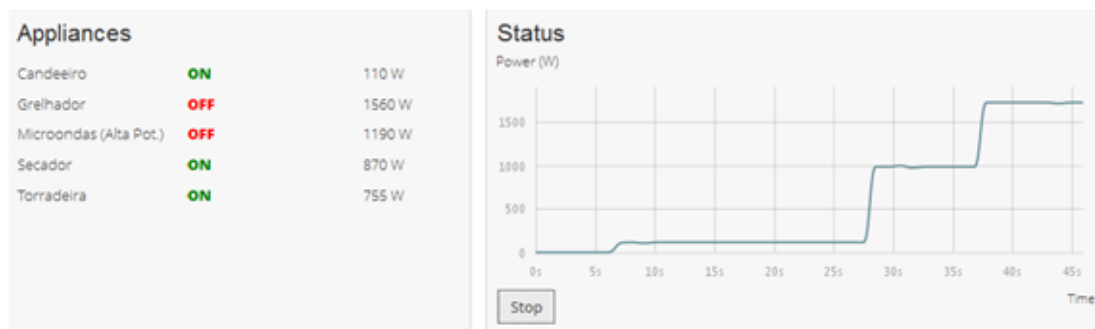 Appliances
Candeeiro ON 110 W
Grelhador OFF 1560 W
Microondas (Alta Pot.) OFF 1190 W
Secador ON 870 W
Torradeira ON 755 W
Status
Power (W)
1500
1000
500
0
0s 5s 10s 15s 20s 25s 30s 35s 40s 45s
Time
Stop